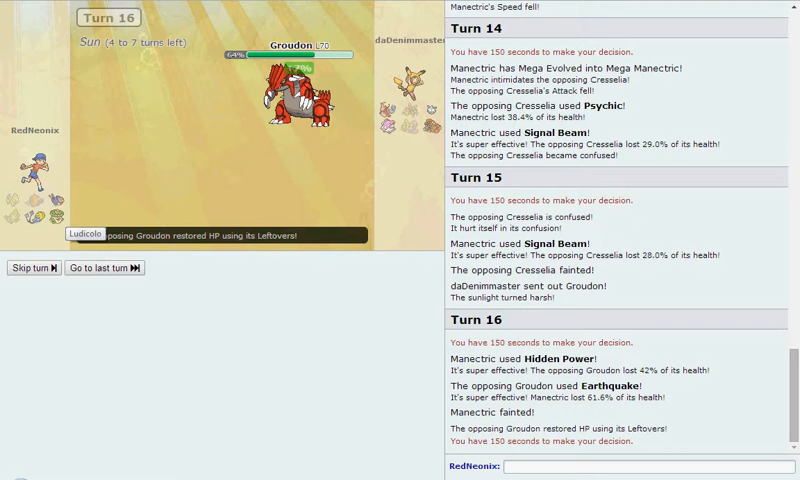 Turn 16
Sun (4 to 7 turns left)
Groudon L70
64%
daDenimmaster
RedNeonix
Ludicolo
posing Groudon restored HP using its Leftovers!
Skip turn
Go to last turn
Manectric's Speed fell!
Turn 14
You have 150 seconds to make your decision.
Manectric has Mega Evolved into Mega Manectric!
Manectric intimidates the opposing Cresselia!
The opposing Cresselia's Attack fell!
The opposing Cresselia used Psychic!
Manectric lost 38.4% of its health!
Manectric used Signal Beam!
It's super effective! The opposing Cresselia lost 29.0% of its health!
The opposing Cresselia became confused!
Turn 15
You have 150 seconds to make your decision.
The opposing Cresselia is confused!
It hurt itself in its confusion!
Manectric used Signal Beam!
It's super effective! The opposing Cresselia lost 28.0% of its health!
The opposing Cresselia fainted!
daDenimmaster sent out Groudon!
The sunlight turned harsh!
Turn 16
You have 150 seconds to make your decision.
Manectric used Hidden Power!
It's super effective! The opposing Groudon lost 42% of its health!
The opposing Groudon used Earthquake!
It's super effective! Manectric lost 61.6% of its health!
Manectric fainted!
The opposing Groudon restored HP using its Leftovers!
You have 150 seconds to make your decision.
RedNeonix: